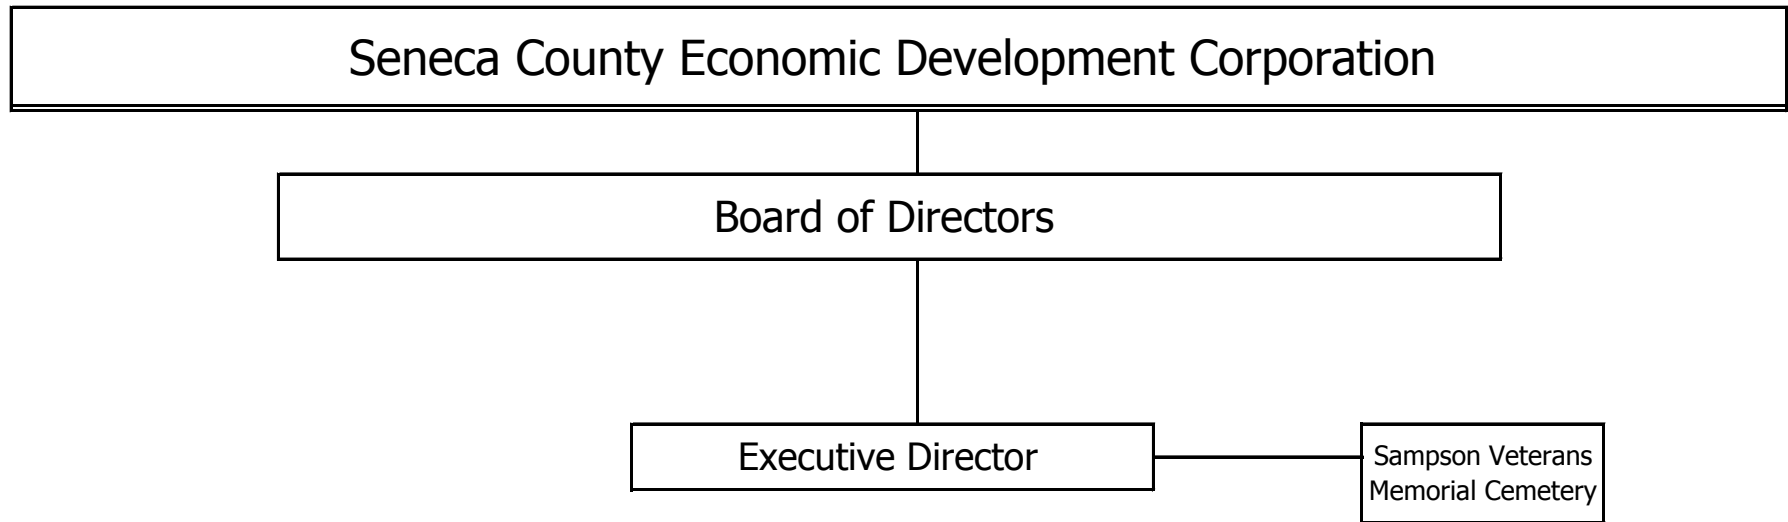 Seneca County Economic Development Corporation
Board of Directors
Executive Director
Sampson Veterans
Memorial Cemetery